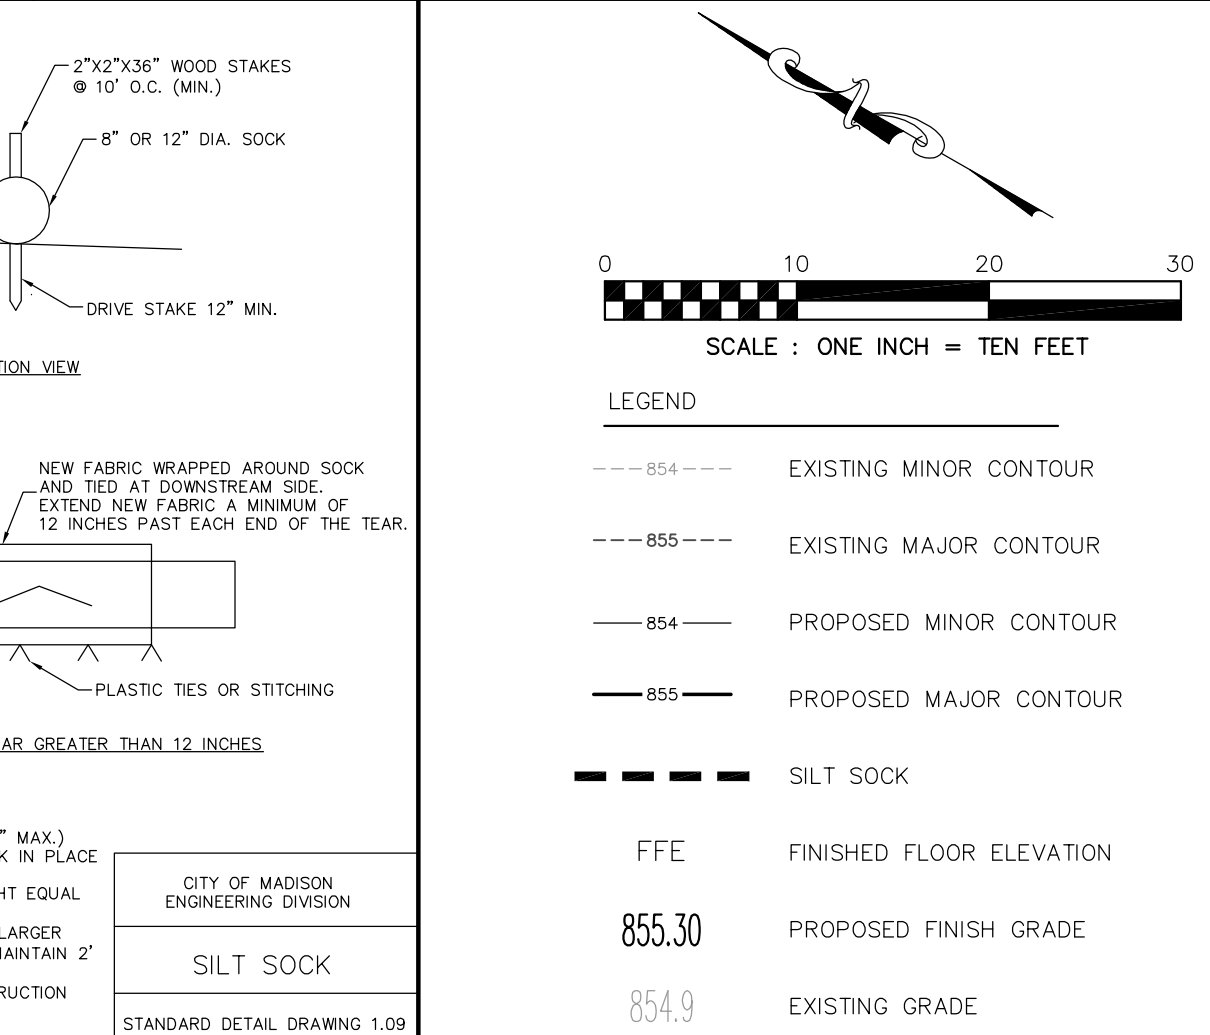 2”X2”X36” WOOD STAKES
@ 10’ O.C. (MIN.)
8” OR 12” DIA. SOCK
DRIVE STAKE 12” MIN.
VIEW
NEW FABRIC WRAPPED AROUND SOCK
AND TIED AT DOWNSTREAM SIDE.
EXTEND NEW FABRIC A MINIMUM OF
12 INCHES PAST EACH END OF THE TEAR.
PLASTIC TIES OR STITCHING
GREATER THAN 12 INCHES
” MAX.)
IN PLACE
EQUAL
LARGER
2’
CITY OF MADISON
ENGINEERING DIVISION
SILT SOCK
STANDARD DETAIL DRAWING 1.09
0 10 20 30
SCALE : ONE INCH = TEN FEET
LEGEND
854 EXISTING MINOR CONTOUR
855 EXISTING MAJOR CONTOUR
854 PROPOSED MINOR CONTOUR
855 PROPOSED MAJOR CONTOUR
SILT SOCK
FFE FINISHED FLOOR ELEVATION
855.30 PROPOSED FINISH GRADE
854.9 EXISTING GRADE